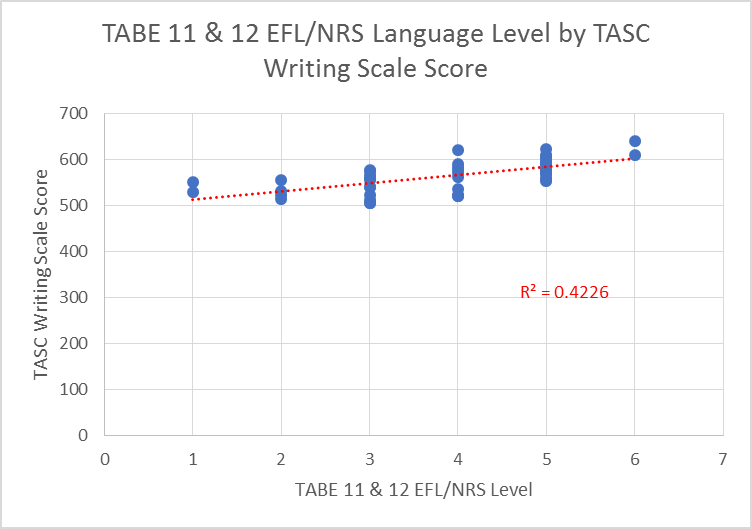 TABE 11 & 12 EFL/NRS Language Level by TASC
Writing Scale Score
TASC Writing Scale Score
700
600
500
400
300
200
100
0
R² = 0.4226
0 1 2 3 4 5 6 7
TABE 11 & 12 EFL/NRS Level